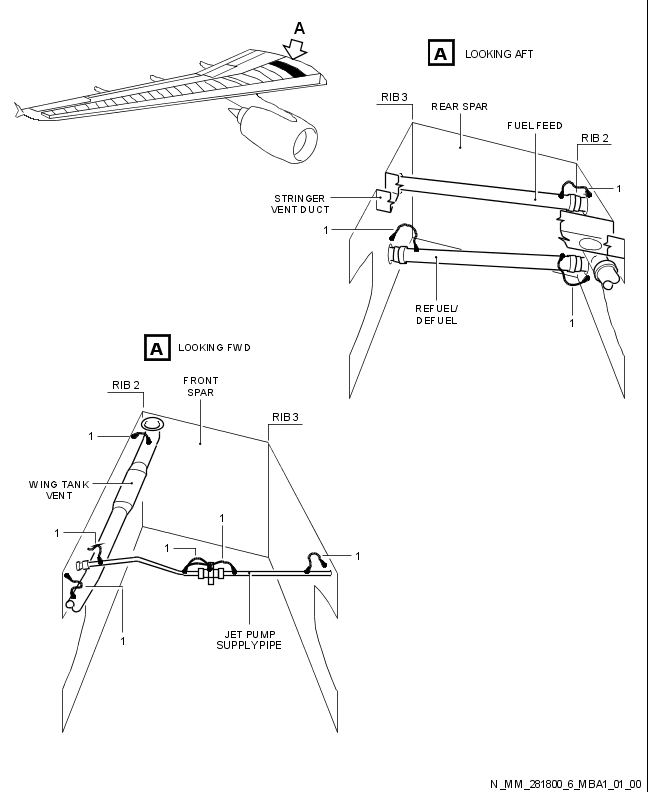 A
A LOOKING AFT
RIB 3
REAR SPAR
FUEL FEED
RIB 2
STRINGER
VENT DUCT
1
1
REFUEL/
DEFUEL
1
A LOOKING FWD
FRONT
SPAR
RIB 2
RIB 3
1
WING TANK
VENT
1
1
1
1
1
JET PUMP
SUPPLY PIPE
N_MM_281800_6_MBA1_01_00